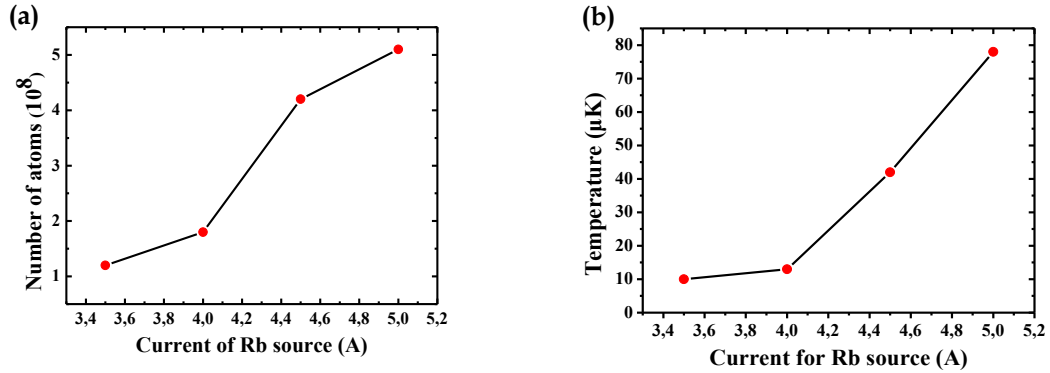 (a)
Number of atoms (10^8)
5
4
3
2
1
3,4 3,6 3,8 4,0 4,2 4,4 4,6 4,8 5,0 5,2
Current of Rb source (A)
(b)
Temperature (µK)
80
70
60
50
40
30
20
10
0
3,4 3,6 3,8 4,0 4,2 4,4 4,6 4,8 5,0 5,2
Current for Rb source (A)